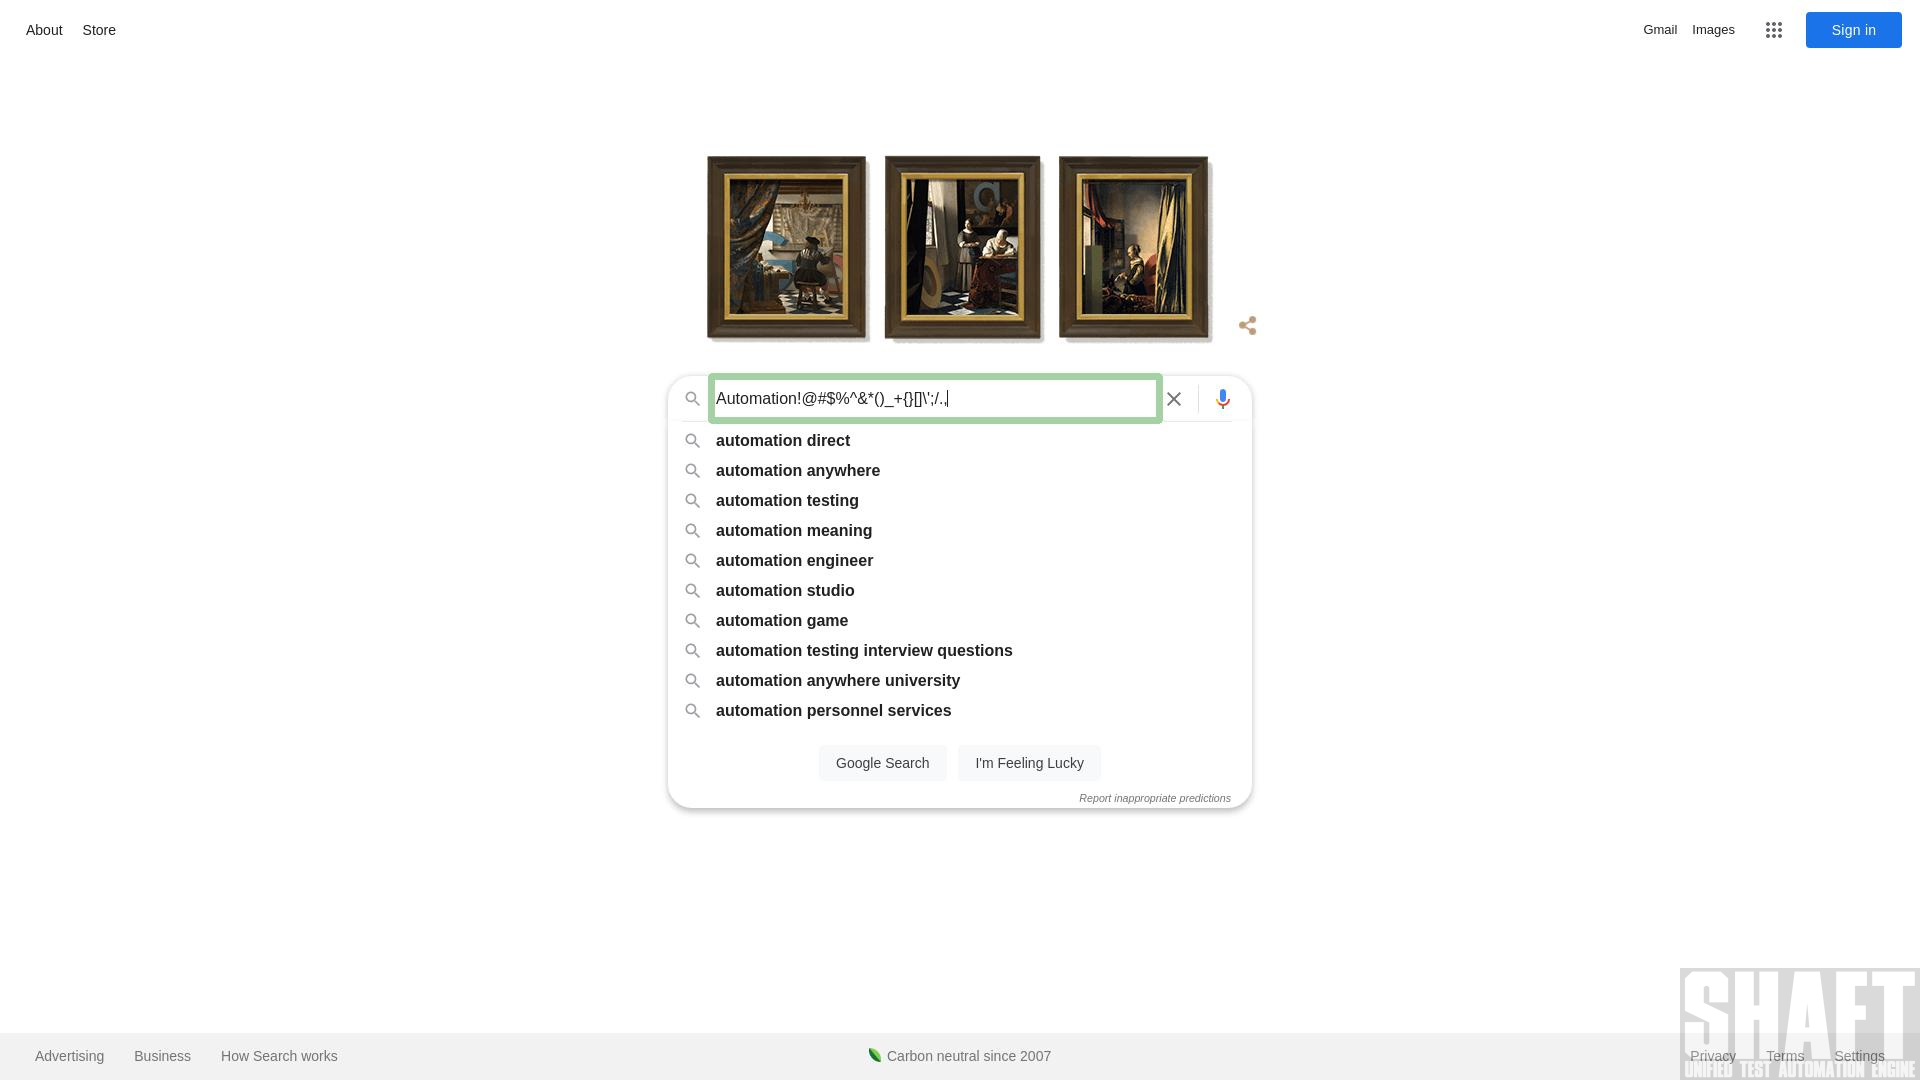 About Store
Gmail Images Sign in
Automation!@#$%^&*()_+{}[]\';/.,
automation direct
automation anywhere
automation testing
automation meaning
automation engineer
automation studio
automation game
automation testing interview questions
automation anywhere university
automation personnel services
Google Search I'm Feeling Lucky
Report inappropriate predictions
SHAFT
UNIFIED TEST AUTOMATION ENGINE
Advertising Business How Search works Carbon neutral since 2007 Privacy Terms Settings